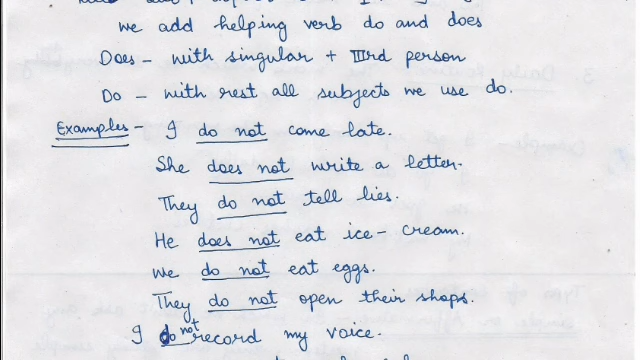 we add helping verb do and does
Does - with singular + IIIrd person
Do - with rest all subjects we use do.
Examples - I do not come late.
She does not write a letter.
They do not tell lies.
He does not eat ice-cream.
We do not eat eggs.
They do not open their shops.
I do not record my voice.